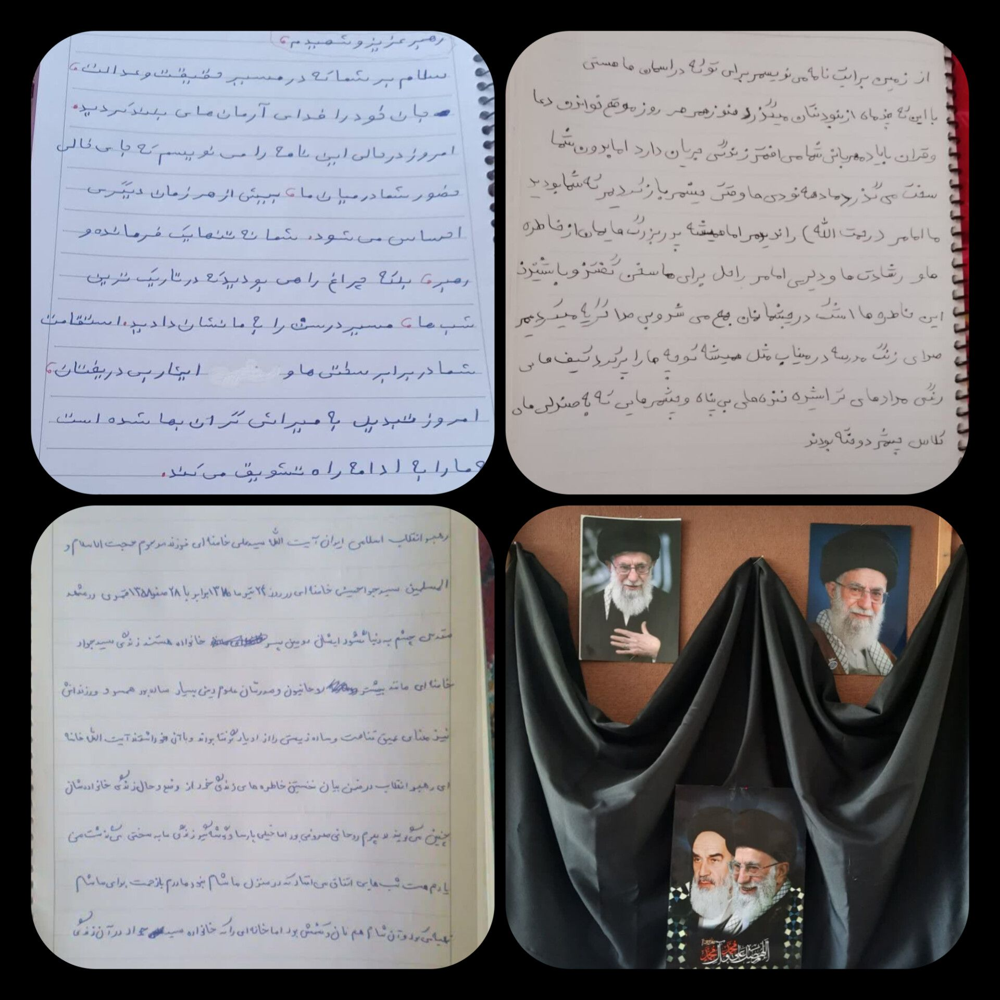 رهبر عزیز و شهیدم،
سلام بر شما که در مسیر حقیقت و عدالت،
جان خود را فدای آرمان‌های بلند کردید.
امروز در حالی این نامه را می نویسم که جای خالی
حضور شما در میان ما، بیش از هر زمان دیگری
احساس می شود. شما نه تنها یک فرمانده و
رهبر، بلکه چراغ راهی بودید که در تاریک ترین
شب ها، مسیر درست را به ما نشان دادید. استقامت
شما در برابر سختی ها و ایثار بی دریغتان،
امروز تبدیل به میراثی گران بها شده است
که ما را به ادامه راه تشویق می کند.
از زمین برایت نامه می نویسم برای تو که در اسمان ها هستی
با این که چند ماه از نبودنتان میگذرد هنوز هم هر روز موقع خواندن دعا
و قران با یاد مهربانی شما می افتم زندگی جریان دارد اما بدون شما
سخت می گذرد ما دهه نودی ها وقتی چشم باز کردیم که شما بودید
ما امام (رحمت الله) را ندیدیم اما همیشه پدربزرگ هایمان از خاطره
ها و رشادت ها و دلیری امام راحل برای ما سخن گفتند و با شنیدن
این خاطره ها اشک در چشمانمان جمع می شد و بی صدا گریه میکردیم
صدای زنگ مدرسه در میناب مثل همیشه کوچه ها را پر کرد کیف های
رنگی مداد های تراشیده خنده های بی پناه و چشم هایی که به صندلی های
کلاس چشم دوخته بودند
رهبر انقلاب اسلامی ایران آیت الله سیدعلی خامنه ای فرزند مرحوم حجت الاسلام و
المسلمین سید جواد حسینی خامنه ای در روز ۲۴ تیر ماه ۱۳۱۸ برابر با ۲۸ صفر ۱۳۵۸ قمری در مشهد
مقدس چشم به دنیا گشود ایشان دومین پسر خانواده هستند زندگی سید جواد
خامنه ای مانند بیشتر روحانیون و مدرسان علوم دینی بسیار ساده بود همسر و فرزندانش
نیز معنای عمیق قناعت و ساده زیستی را از او یاد گرفته بودند و با آن خو داشتند آیت الله خامنه
ای رهبر انقلاب در ضمن بیان نخستین خاطره های زندگی خود از وضع و حال زندگی خانواده شان
چنین می گویند پدرم روحانی معروفی بود اما خیلی پارسا و گوشه گیر زندگی ما به سختی می گذشت من
یادم هست شب هایی اتفاق می افتاد که در منزل ما شام نبود مادرم با زحمت برای ما شام
تهیه می کرد و آن شام هم نان و کشمش بود اما خانه ای را که خانواده سید جواد در آن زندگی
اللهم صل علی محمد و آل محمد